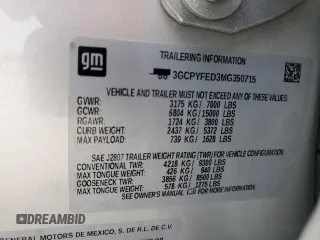 gm
TRAILERING INFORMATION
3GCPYFED3MG350715
VEHICLE AND TRAILER MUST NOT EXCEED ANY OF THESE VALUES
GVWR: 3175 KG/ 7000 LBS
GCWR: 6804 KG/15000 LBS
RGAWR: 1724 KG/ 3800 LBS
CURB WEIGHT: 2437 KG/ 5372 LBS
MAX PAYLOAD: 739 KG/ 1628 LBS
SAE J2807 TRAILER WEIGHT RATING (TWR) FOR VEHICLE CONFIGURATION
CONVENTIONAL TWR: 4218 KG/ 9300 LBS
MAX TONGUE WEIGHT: 426 KG/ 940 LBS
GOOSENECK TWR: 3856 KG/ 8500 LBS
MAX TONGUE WEIGHT: 578 KG/ 1275 LBS
SEE OWNER'S MANUAL FOR MORE INFORMATION
DREAMBID
GENERAL MOTORS DE MEXICO, S. DE R.L. DE C.V.